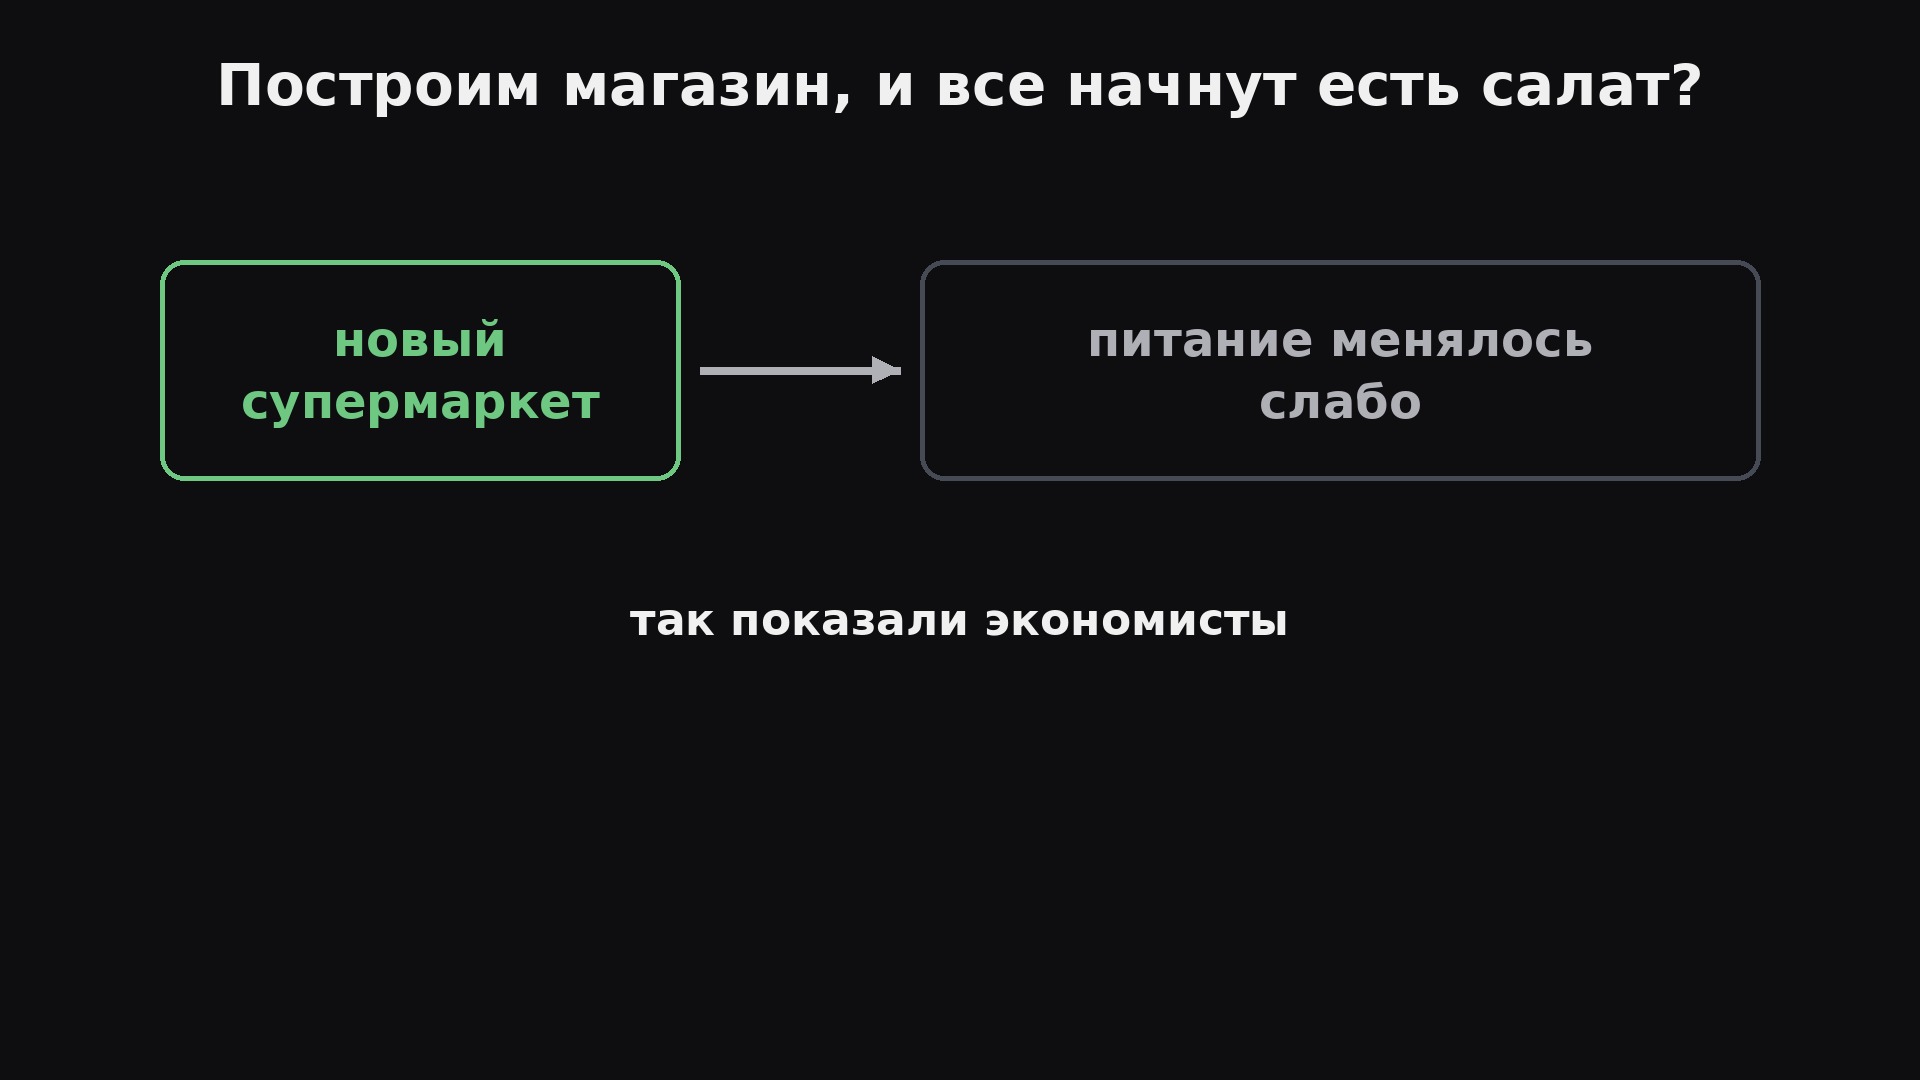 Построим магазин, и все начнут есть салат?
новый
супермаркет
питание менялось
слабо
так показали экономисты